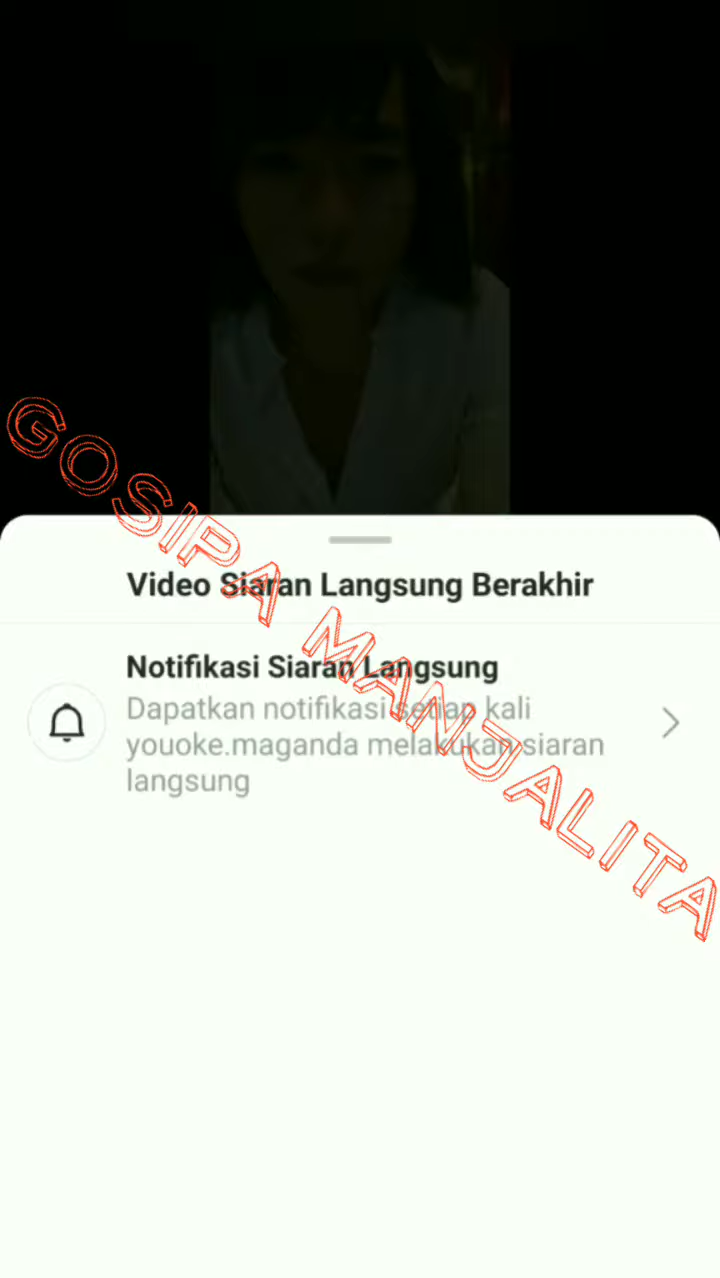 Video Siaran Langsung Berakhir
Notifikasi Siaran Langsung
Dapatkan notifikasi setiap kali
youoke.maganda melakukan siaran
langsung
GOSIPA MANJALITA